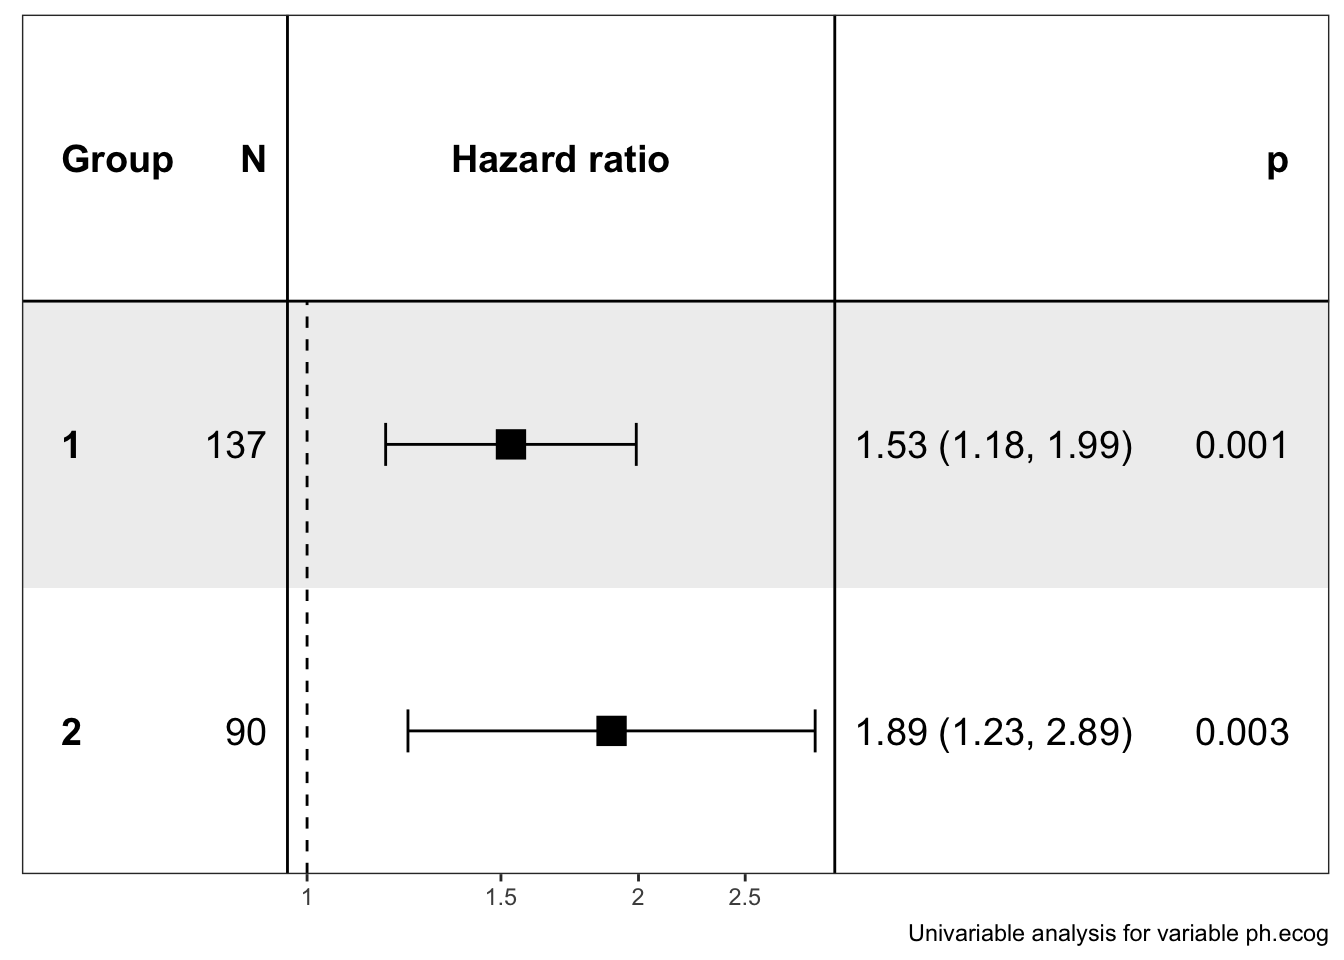 Group N Hazard ratio p
1 137 1.53 (1.18, 1.99) 0.001
2 90 1.89 (1.23, 2.89) 0.003
1 1.5 2 2.5
Univariable analysis for variable ph.ecog